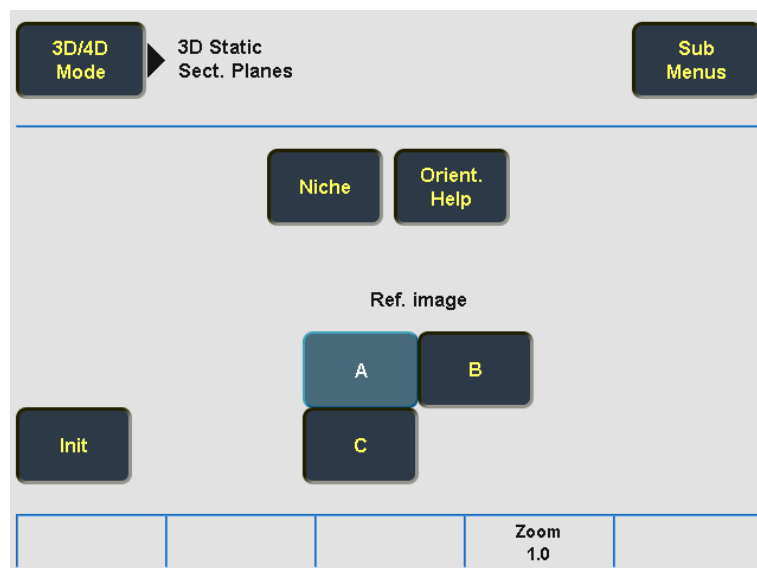 3D/4D
Mode
3D Static
Sect. Planes
Sub
Menus
Niche
Orient.
Help
Ref. image
A
B
Init
C
Zoom
1.0